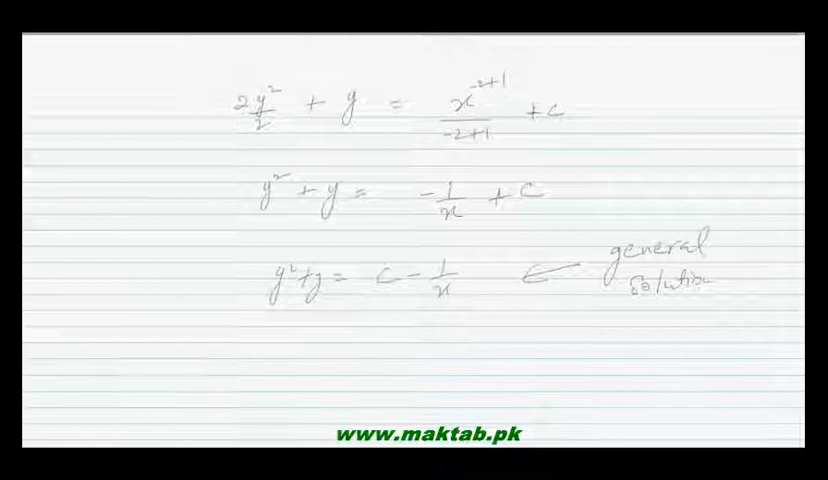 2y²/2 + y = x^(-2+1)/(-2+1) + c
y² + y = -1/x + C
y²+y = c - 1/x ← general solution
www.maktab.pk